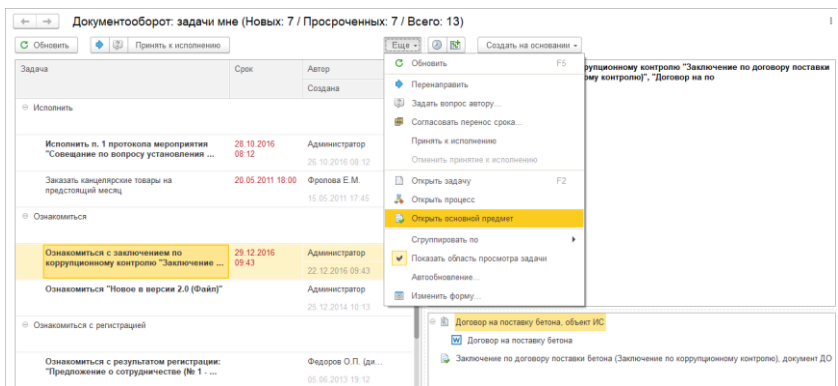 Документооборот: задачи мне (Новых: 7 / Просроченных: 7 / Всего: 13)
Обновить
Принять к исполнению
Еще
Создать на основании
Задача
Срок
Автор
Создана
Исполнить
Исполнить п. 1 протокола мероприятия
"Совещание по вопросу установления ...
28.10.2016
08:12
Администратор
26.10.2016 08:12
Заказать канцелярские товары на
предстоящий месяц
20.05.2011 18:00
Фролова Е.М.
15.05.2011 17:45
Ознакомиться
Ознакомиться с заключением по
коррупционному контролю "Заключение ...
29.12.2016
09:43
Администратор
22.12.2016 09:43
Ознакомиться "Новое в версии 2.0 (Файл)"
Администратор
25.12.2014 10:13
Ознакомиться с регистрацией
Ознакомиться с результатом регистрации:
"Предложение о сотрудничестве (№ 1 - ...
Федоров О.П. (ди...
05.06.2013 19:12
Обновить F5
Перенаправить
Задать вопрос автору...
Согласовать перенос срока...
Принять к исполнению
Отменить принятие к исполнению
Открыть задачу F2
Открыть процесс
Открыть основной предмет
Сгруппировать по
Показать область просмотра задачи
Автообновление...
Изменить форму...
рупционному контролю "Заключение по договору поставки
ому контролю)", "Договор на по
Договор на поставку бетона, объект ИС
Договор на поставку бетона
Заключение по договору поставки бетона (Заключение по коррупционному контролю), документ ДО